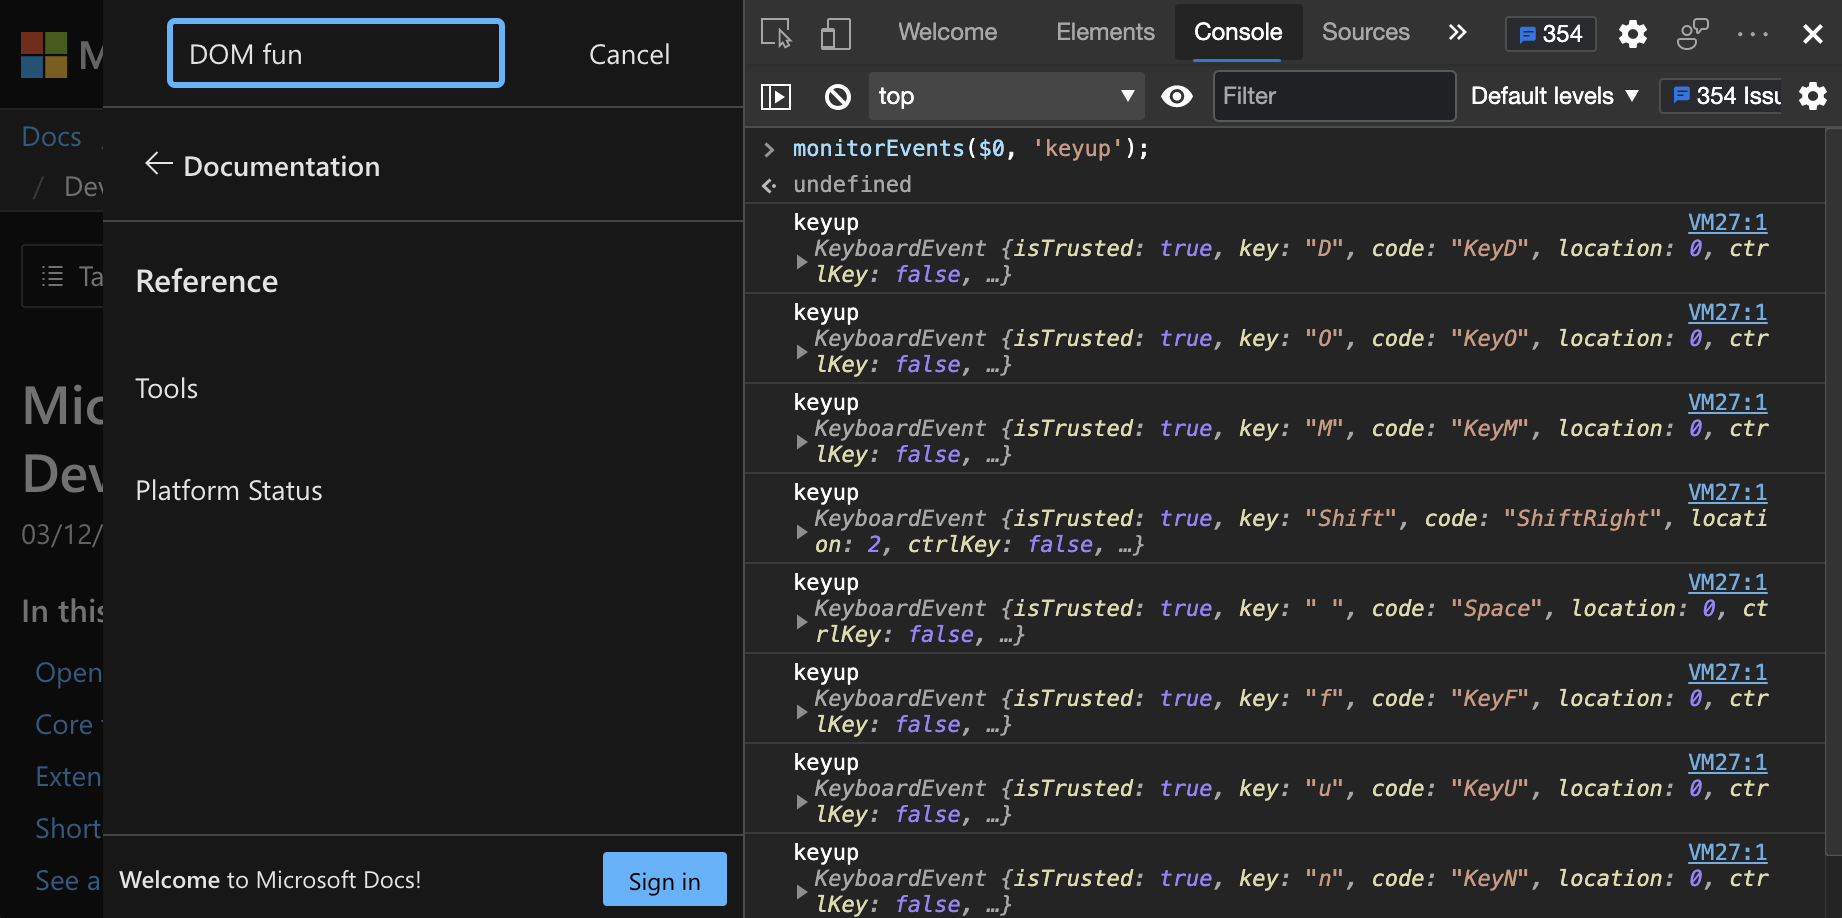 M
DOM fun
Cancel
Docs
/ Dev
Documentation
Ta
Reference
Mic
Dev
03/12/
Tools
Platform Status
In this
Open
Core
Exten
Short
See a
Welcome to Microsoft Docs!
Sign in
Welcome Elements Console Sources 354
top Filter Default levels 354 Issu
monitorEvents($0, 'keyup');
undefined
keyup VM27:1
KeyboardEvent {isTrusted: true, key: "D", code: "KeyD", location: 0, ctr
lKey: false, …}
keyup VM27:1
KeyboardEvent {isTrusted: true, key: "O", code: "KeyO", location: 0, ctr
lKey: false, …}
keyup VM27:1
KeyboardEvent {isTrusted: true, key: "M", code: "KeyM", location: 0, ctr
lKey: false, …}
keyup VM27:1
KeyboardEvent {isTrusted: true, key: "Shift", code: "ShiftRight", locati
on: 2, ctrlKey: false, …}
keyup VM27:1
KeyboardEvent {isTrusted: true, key: " ", code: "Space", location: 0, ct
rlKey: false, …}
keyup VM27:1
KeyboardEvent {isTrusted: true, key: "f", code: "KeyF", location: 0, ctr
lKey: false, …}
keyup VM27:1
KeyboardEvent {isTrusted: true, key: "u", code: "KeyU", location: 0, ctr
lKey: false, …}
keyup VM27:1
KeyboardEvent {isTrusted: true, key: "n", code: "KeyN", location: 0, ctr
lKey: false, …}